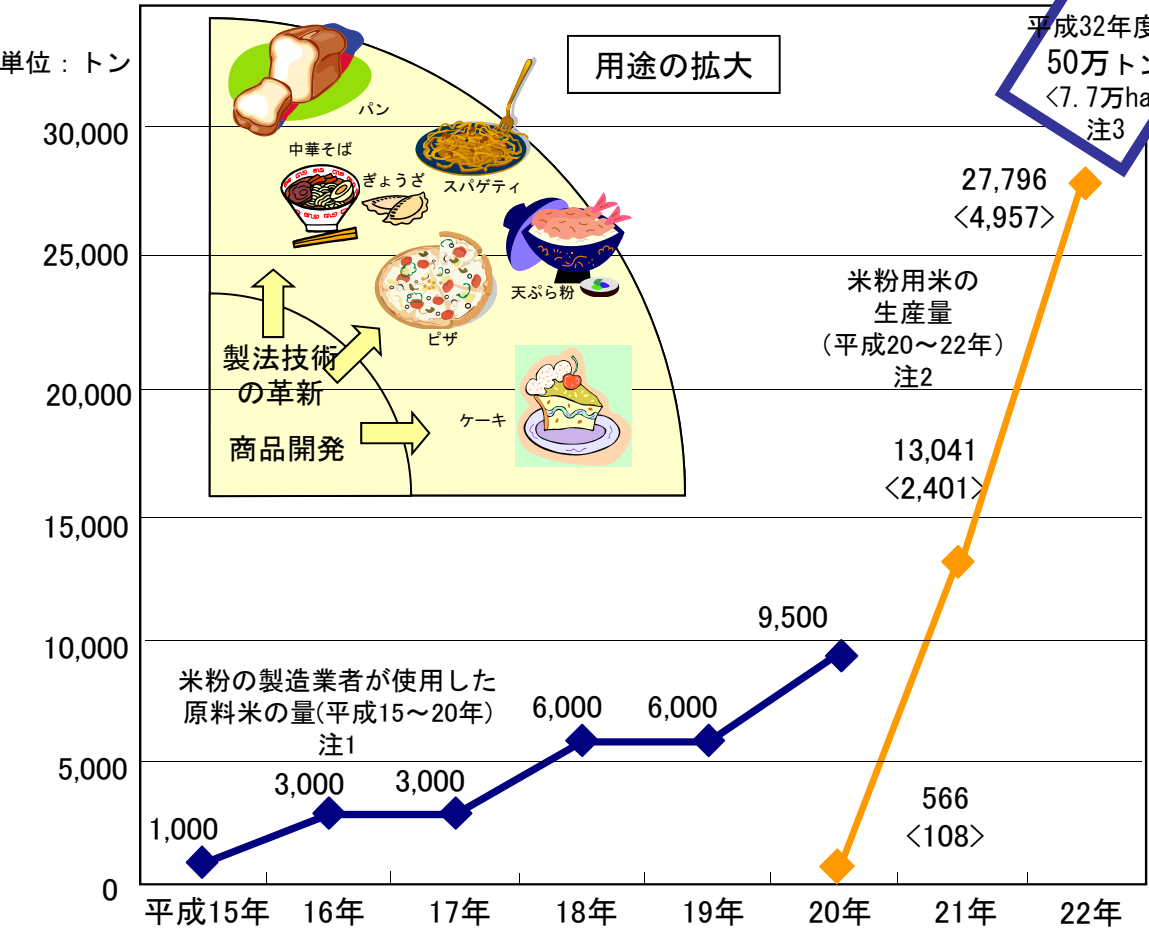 単位：トン
用途の拡大
平成32年度
50万トン
<7.7万ha
注3
パン
中華そば
ぎょうざ
スパゲティ
天ぷら粉
ピザ
ケーキ
製法技術
の革新
商品開発
30,000
25,000
20,000
15,000
10,000
5,000
0
27,796
<4,957>
米粉用米の
生産量
（平成20～22年）
注2
13,041
<2,401>
9,500
米粉の製造業者が使用した
原料米の量(平成15～20年)
注1
6,000
6,000
3,000
3,000
1,000
566
<108>
平成15年
16年
17年
18年
19年
20年
21年
22年